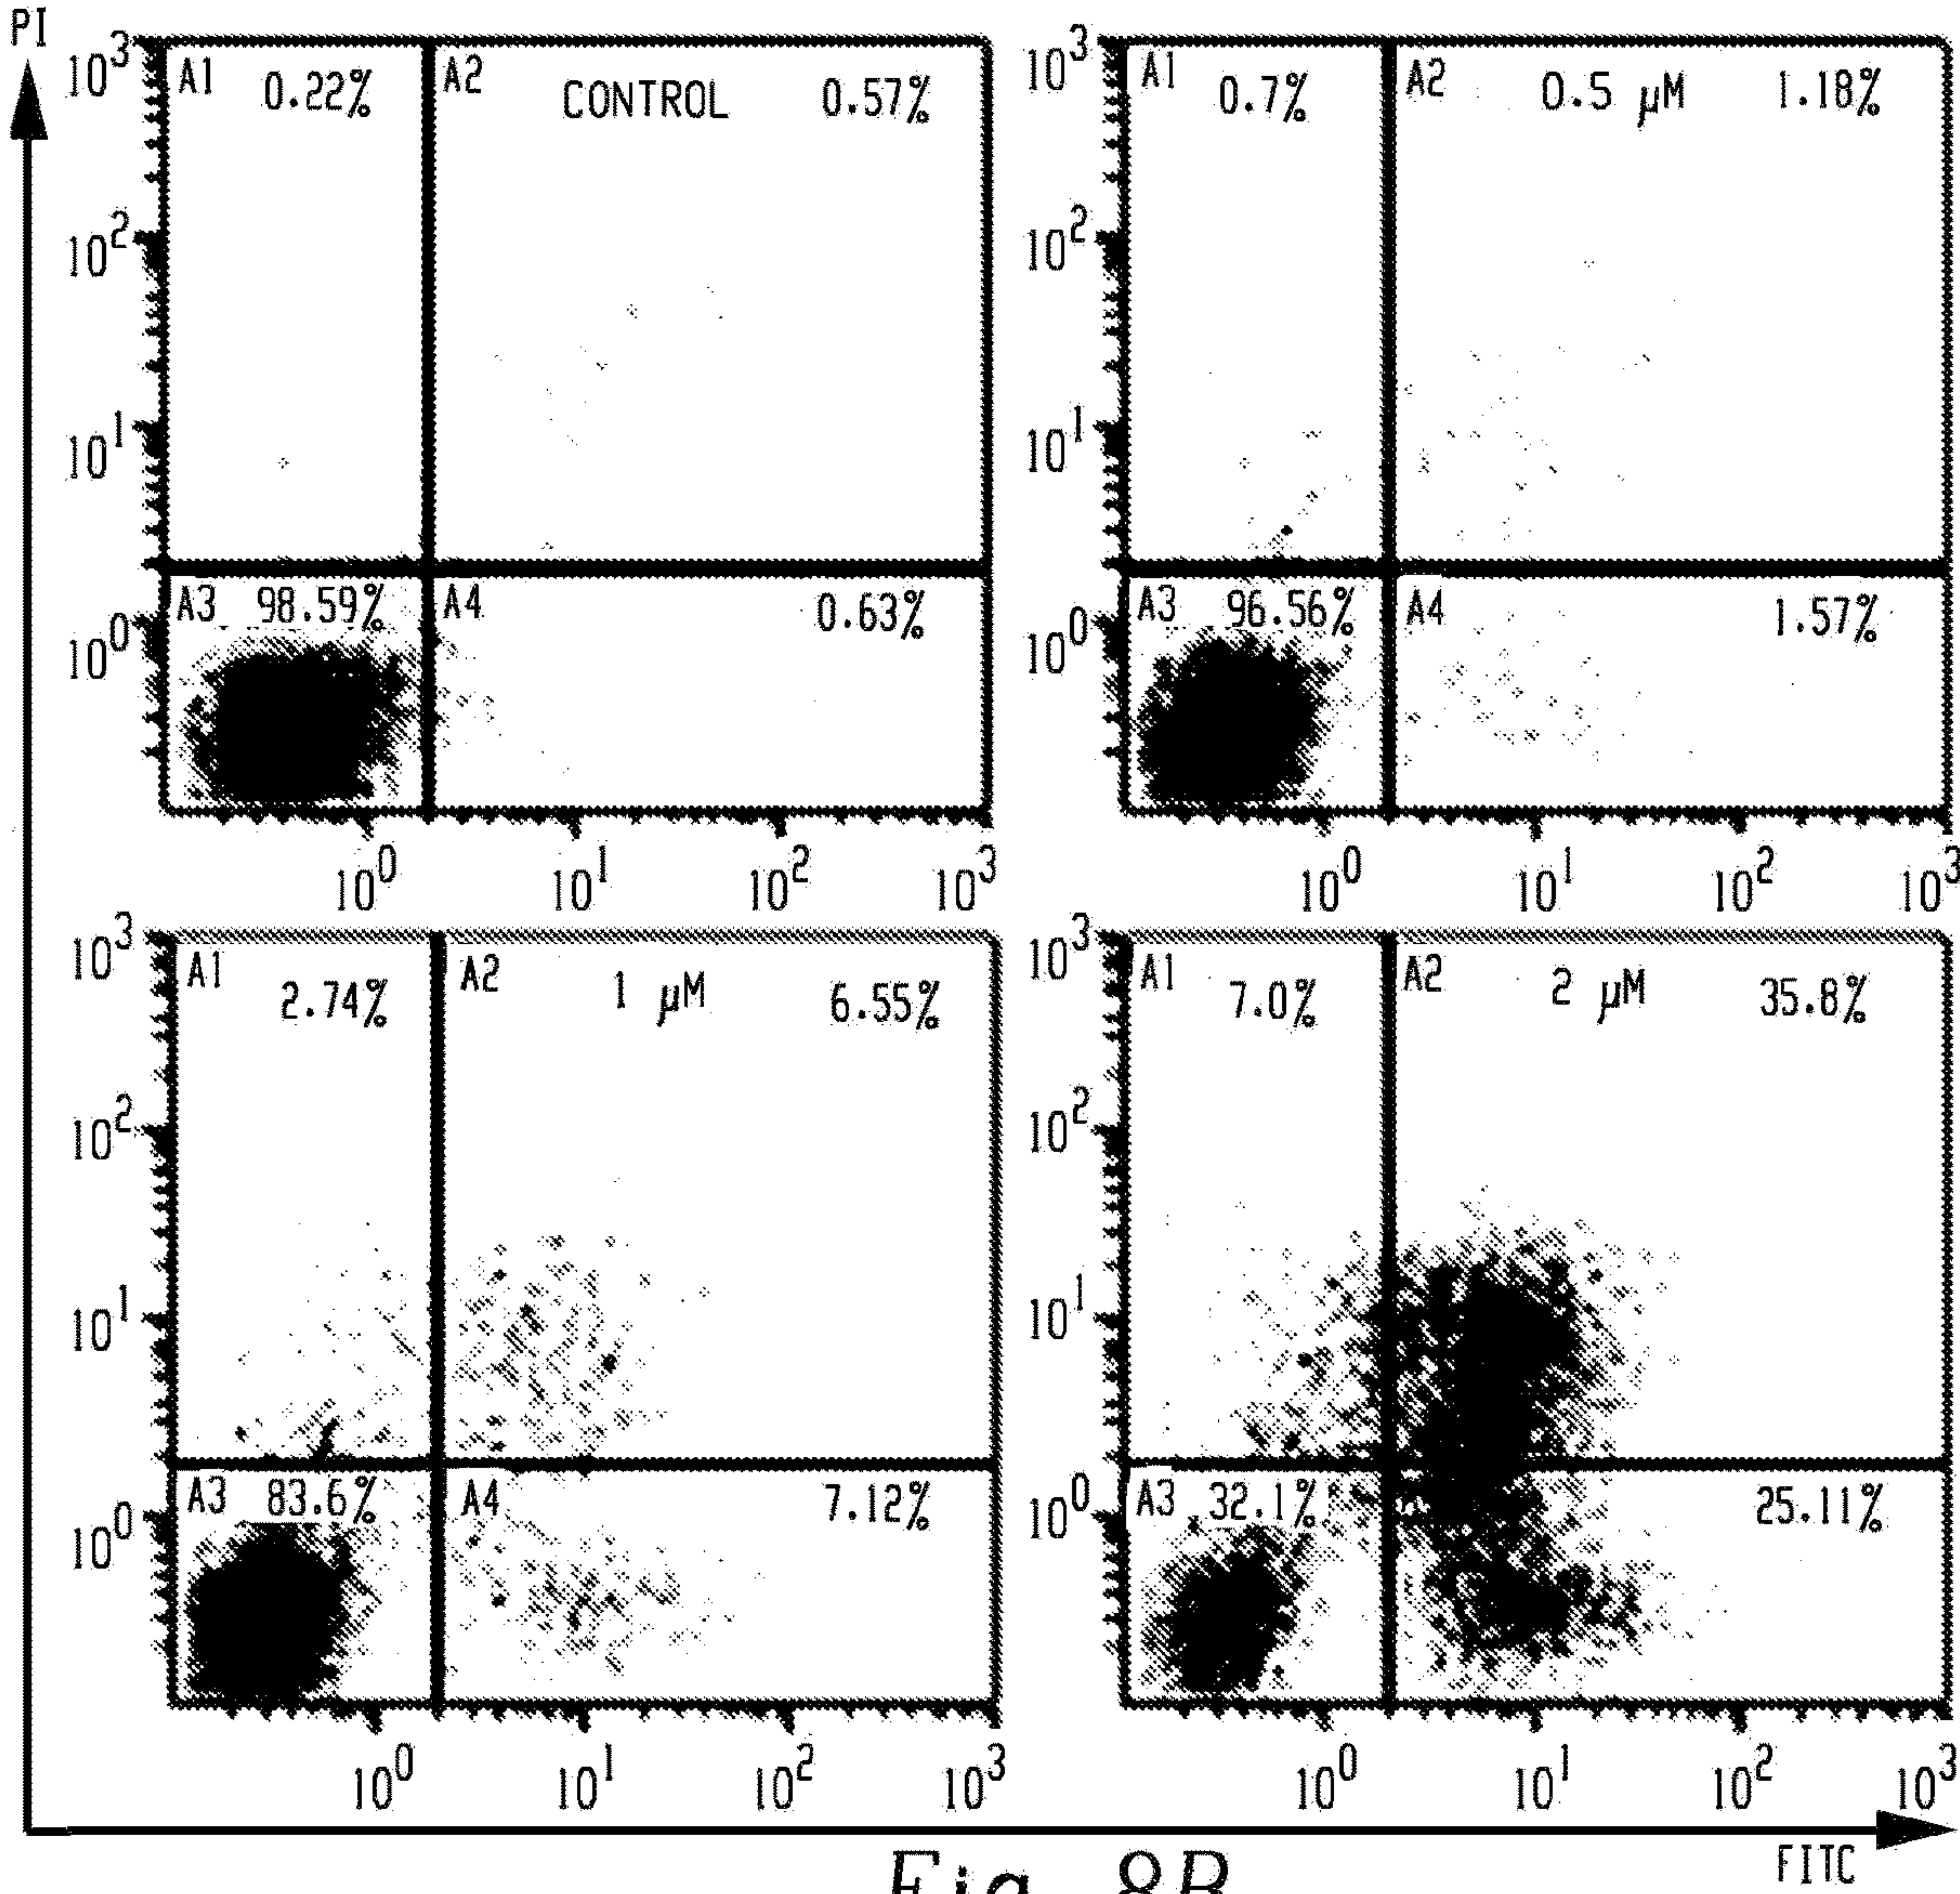 PI
10³ A1 0.22% A2 CONTROL 0.57%
10²
10¹
A3 98.59% A4 0.63%
10⁰
10⁰ 10¹ 10² 10³
10³ A1 0.7% A2 0.5 µM 1.18%
10²
10¹
A3 96.56% A4 1.57%
10⁰
10⁰ 10¹ 10² 10³
10³ A1 2.74% A2 1 µM 6.55%
10²
10¹
A3 83.6% A4 7.12%
10⁰
10⁰ 10¹ 10² 10³
10³ A1 7.0% A2 2 µM 35.8%
10²
10¹
A3 32.1% 25.11%
10⁰
10⁰ 10¹ 10² 10³
FITC
Fig. 8B